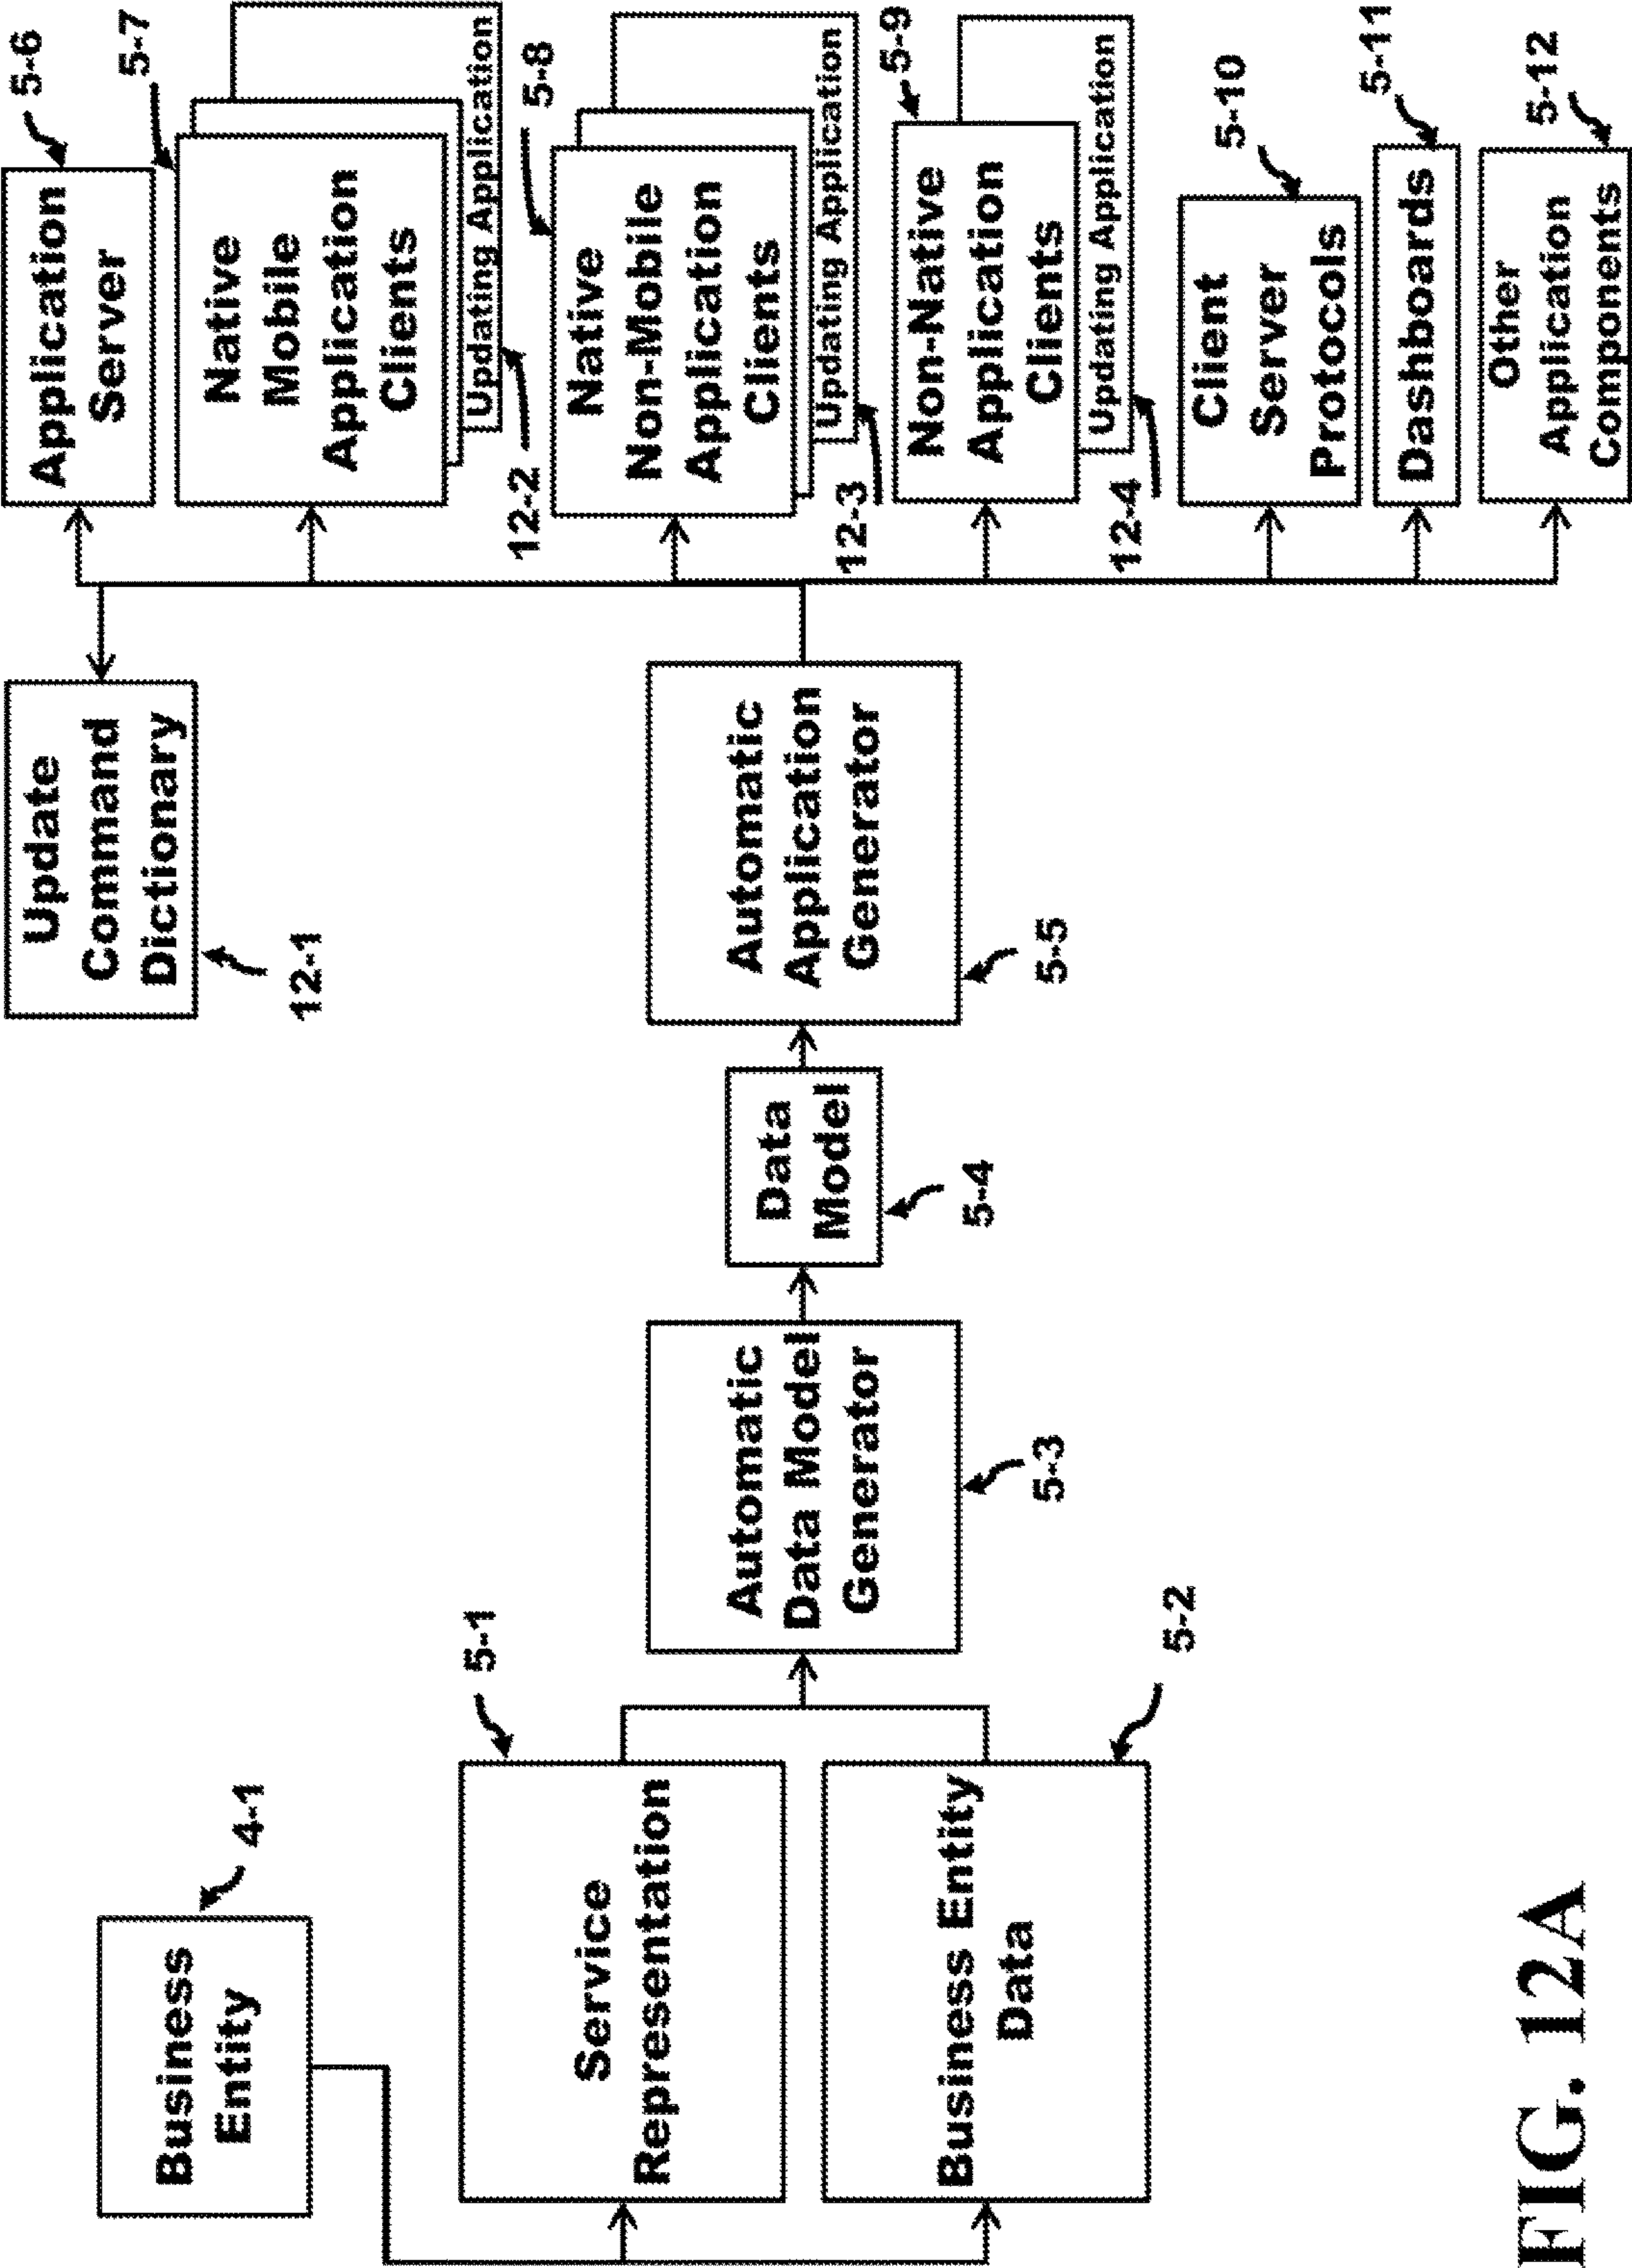 Business
Entity
4-1
Service
Representation
5-1
Business Entity
Data
5-2
Automatic
Data Model
Generator
5-3
Data
Model
5-4
Automatic
Application
Generator
5-5
Update
Command
Dictionary
12-1
Application
Server
5-6
Native
Mobile
Application
Clients
5-7
Updating Application
12-2
Native
Non-Mobile
Application
Clients
5-8
Updating Application
12-3
Non-Native
Application
Clients
5-9
Updating Application
12-4
Client
Server
Protocols
5-10
Dashboards
5-11
Other
Application
Components
5-12
FIG. 12A